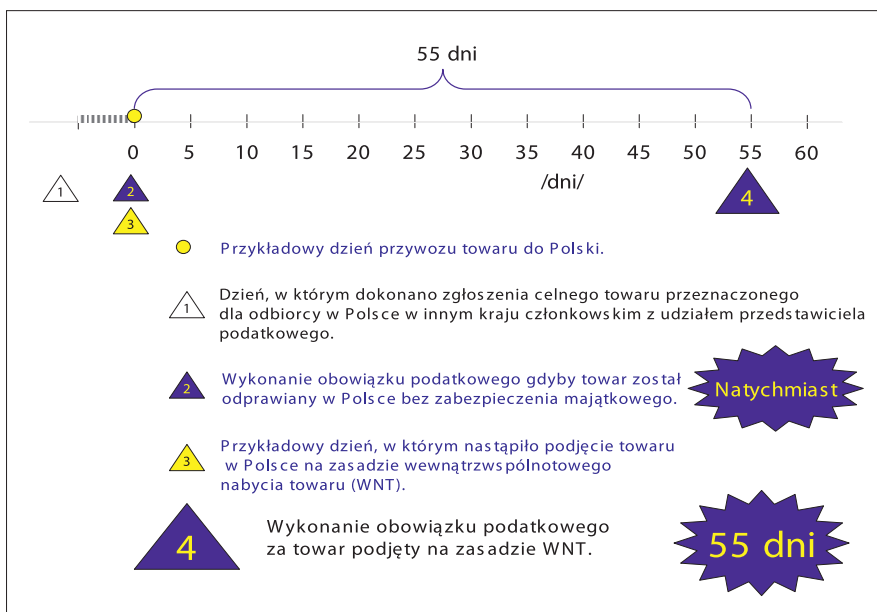 55 dni
0 5 10 15 20 25 30 35 40 45 50 55 60
/dni/
1 2 4
3
Przykładowy dzień przywozu towaru do Polski.
Dzień, w którym dokonano zgłoszenia celnego towaru przeznaczonego
1 dla odbiorcy w Polsce w innym kraju członkowskim z udziałem przedstawiciela
podatkowego.
Wykonanie obowiązku podatkowego gdyby towar został
2 odprawiany w Polsce bez zabezpieczenia majątkowego.
Natychmiast
Przykładowy dzień, w którym nastąpiło podjęcie towaru
3 w Polsce na zasadzie wewnątrzwspólnotowego
nabycia towaru (WNT).
Wykonanie obowiązku podatkowego
4 za towar podjęty na zasadzie WNT.
55 dni